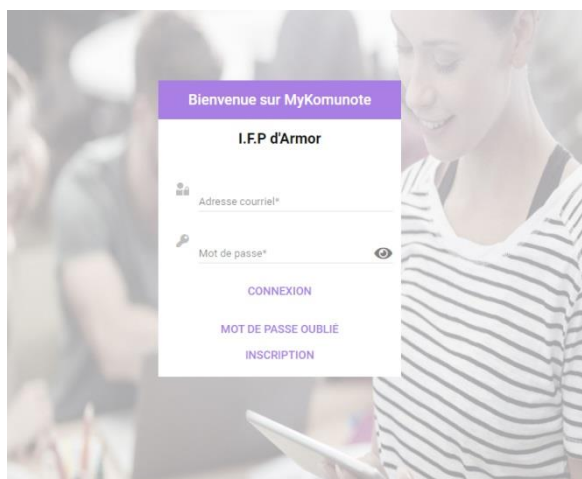 Bienvenue sur MyKomunote
I.F.P d'Armor
Adresse courriel*
Mot de passe*
CONNEXION
MOT DE PASSE OUBLIÉ
INSCRIPTION